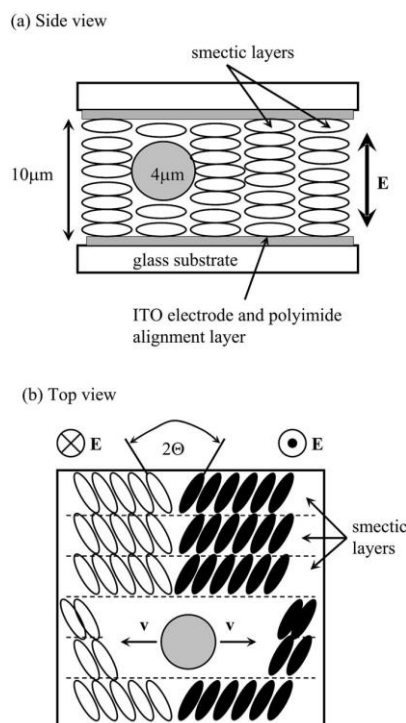 (a) Side view
smectic layers
10μm
4μm
E
glass substrate
ITO electrode and polyimide
alignment layer
(b) Top view
E
2Θ
E
smectic
layers
v
v